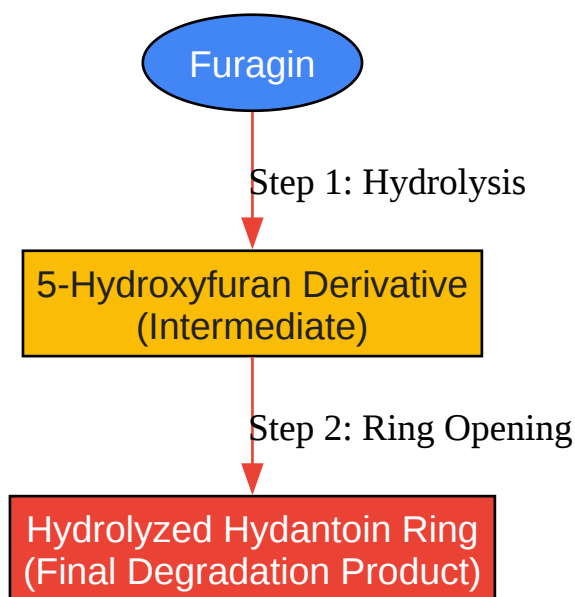 Furagin
Step 1: Hydrolysis
5-Hydroxyfuran Derivative
(Intermediate)
Step 2: Ring Opening
Hydrolyzed Hydantoin Ring
(Final Degradation Product)